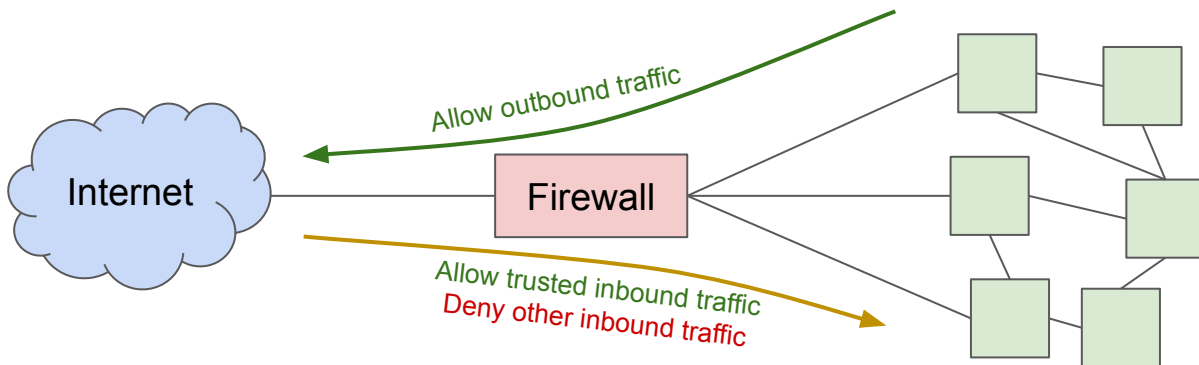 Allow outbound traffic
Internet
Firewall
Allow trusted inbound traffic
Deny other inbound traffic